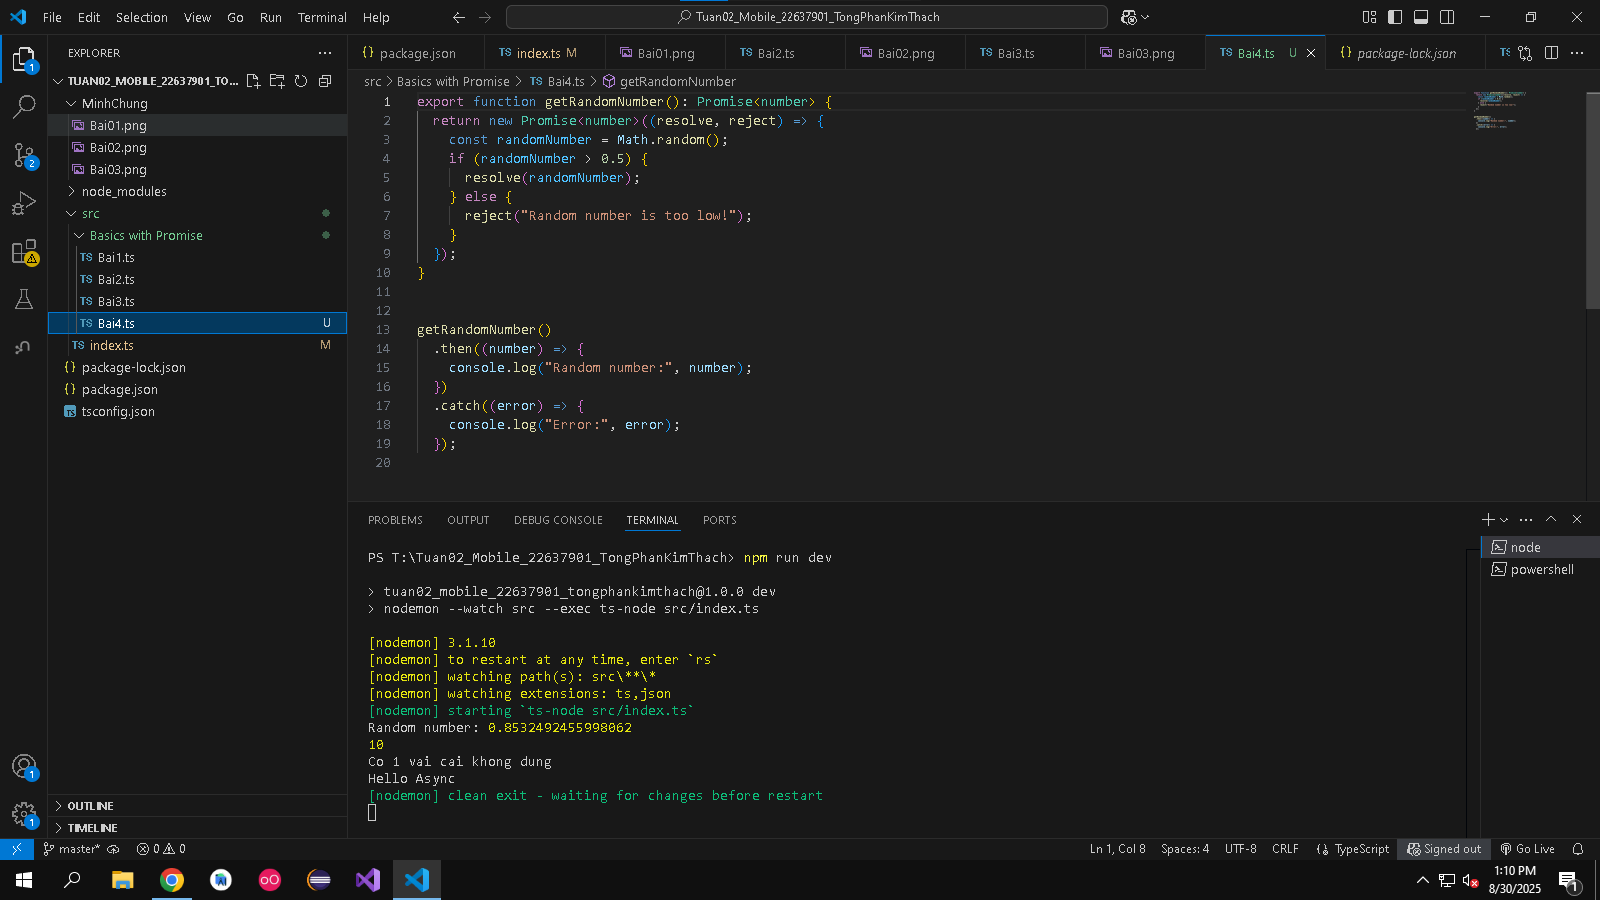 File Edit Selection View Go Run Terminal Help
Tuan02_Mobile_22637901_TongPhanKimThach
EXPLORER
TUAN02_MOBILE_22637901_TO...
MinhChung
Bai01.png
Bai02.png
Bai03.png
node_modules
src
Basics with Promise
TS Bai1.ts
TS Bai2.ts
TS Bai3.ts
TS Bai4.ts U
TS index.ts M
{} package-lock.json
{} package.json
TS tsconfig.json
OUTLINE
TIMELINE
{} package.json
TS index.ts M
Bai01.png
TS Bai2.ts
Bai02.png
TS Bai3.ts
Bai03.png
TS Bai4.ts U
{} package-lock.json
src > Basics with Promise > TS Bai4.ts > getRandomNumber
1 export function getRandomNumber(): Promise<number> {
2 return new Promise<number>((resolve, reject) => {
3 const randomNumber = Math.random();
4 if (randomNumber > 0.5) {
5 resolve(randomNumber);
6 } else {
7 reject("Random number is too low!");
8 }
9 });
10 }
11
12
13 getRandomNumber()
14 .then((number) => {
15 console.log("Random number:", number);
16 })
17 .catch((error) => {
18 console.log("Error:", error);
19 });
20
PROBLEMS OUTPUT DEBUG CONSOLE TERMINAL PORTS
PS T:\Tuan02_Mobile_22637901_TongPhanKimThach> npm run dev
> tuan02_mobile_22637901_tongphankimthach@1.0.0 dev
> nodemon --watch src --exec ts-node src/index.ts
[nodemon] 3.1.10
[nodemon] to restart at any time, enter `rs`
[nodemon] watching path(s): src\**\*
[nodemon] watching extensions: ts,json
[nodemon] starting `ts-node src/index.ts`
Random number: 0.8532492455998062
10
Co 1 vai cai khong dung
Hello Async
[nodemon] clean exit - waiting for changes before restart
node
powershell
master* 0 0 Ln 1, Col 8 Spaces: 4 UTF-8 CRLF {} TypeScript Signed out Go Live
1:10 PM
8/30/2025